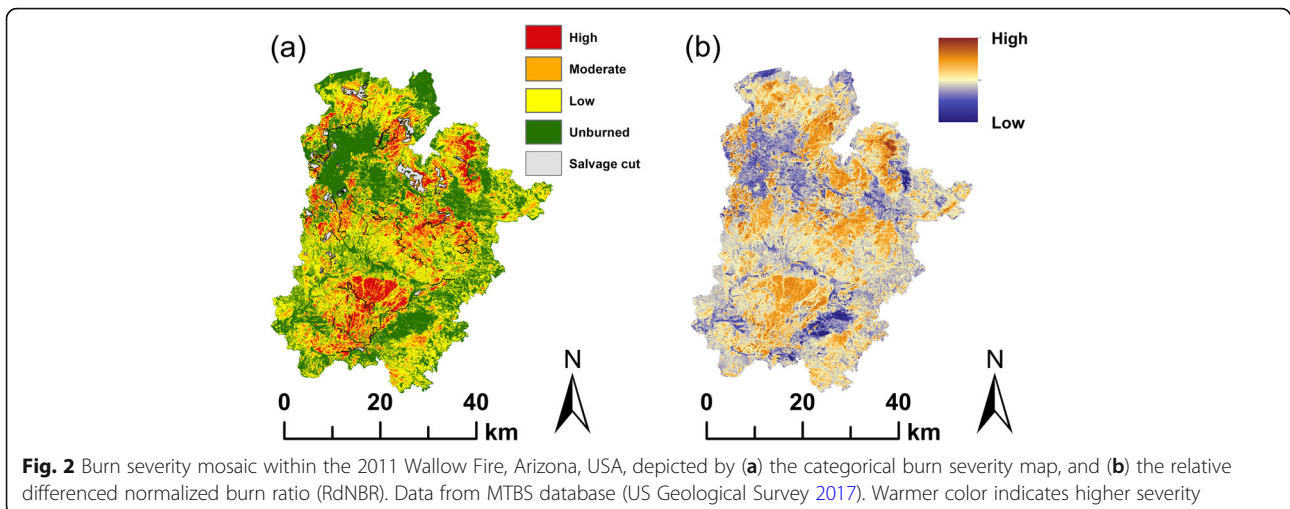 (a)
High
Moderate
Low
Unburned
Salvage cut
N
0 20 40
km
(b)
High
Low
N
0 20 40
km
Fig. 2 Burn severity mosaic within the 2011 Wallow Fire, Arizona, USA, depicted by (a) the categorical burn severity map, and (b) the relative
differenced normalized burn ratio (RdNBR). Data from MTBS database (US Geological Survey 2017). Warmer color indicates higher severity